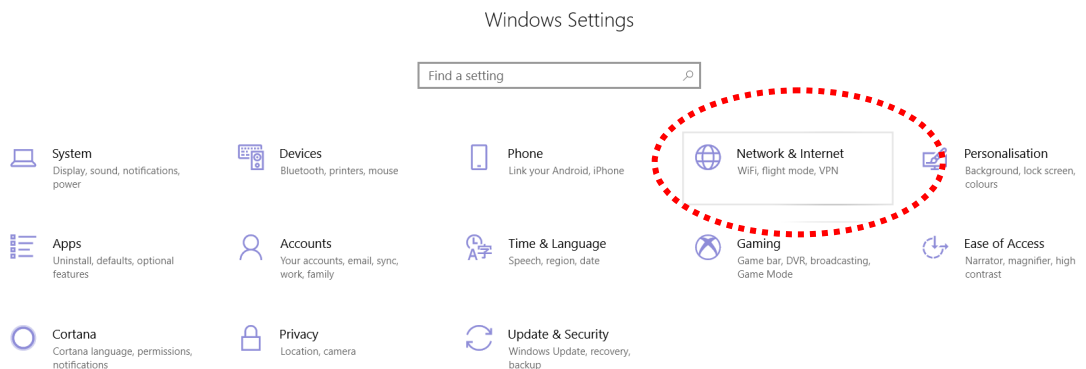 Windows Settings
Find a setting
System
Display, sound, notifications,
power
Devices
Bluetooth, printers, mouse
Phone
Link your Android, iPhone
Network & Internet
WiFi, flight mode, VPN
Personalisation
Background, lock screen,
colours
Apps
Uninstall, defaults, optional
features
Accounts
Your accounts, email, sync,
work, family
Time & Language
Speech, region, date
Gaming
Game bar, DVR, broadcasting,
Game Mode
Ease of Access
Narrator, magnifier, high
contrast
Cortana
Cortana language, permissions,
notifications
Privacy
Location, camera
Update & Security
Windows Update, recovery,
backup